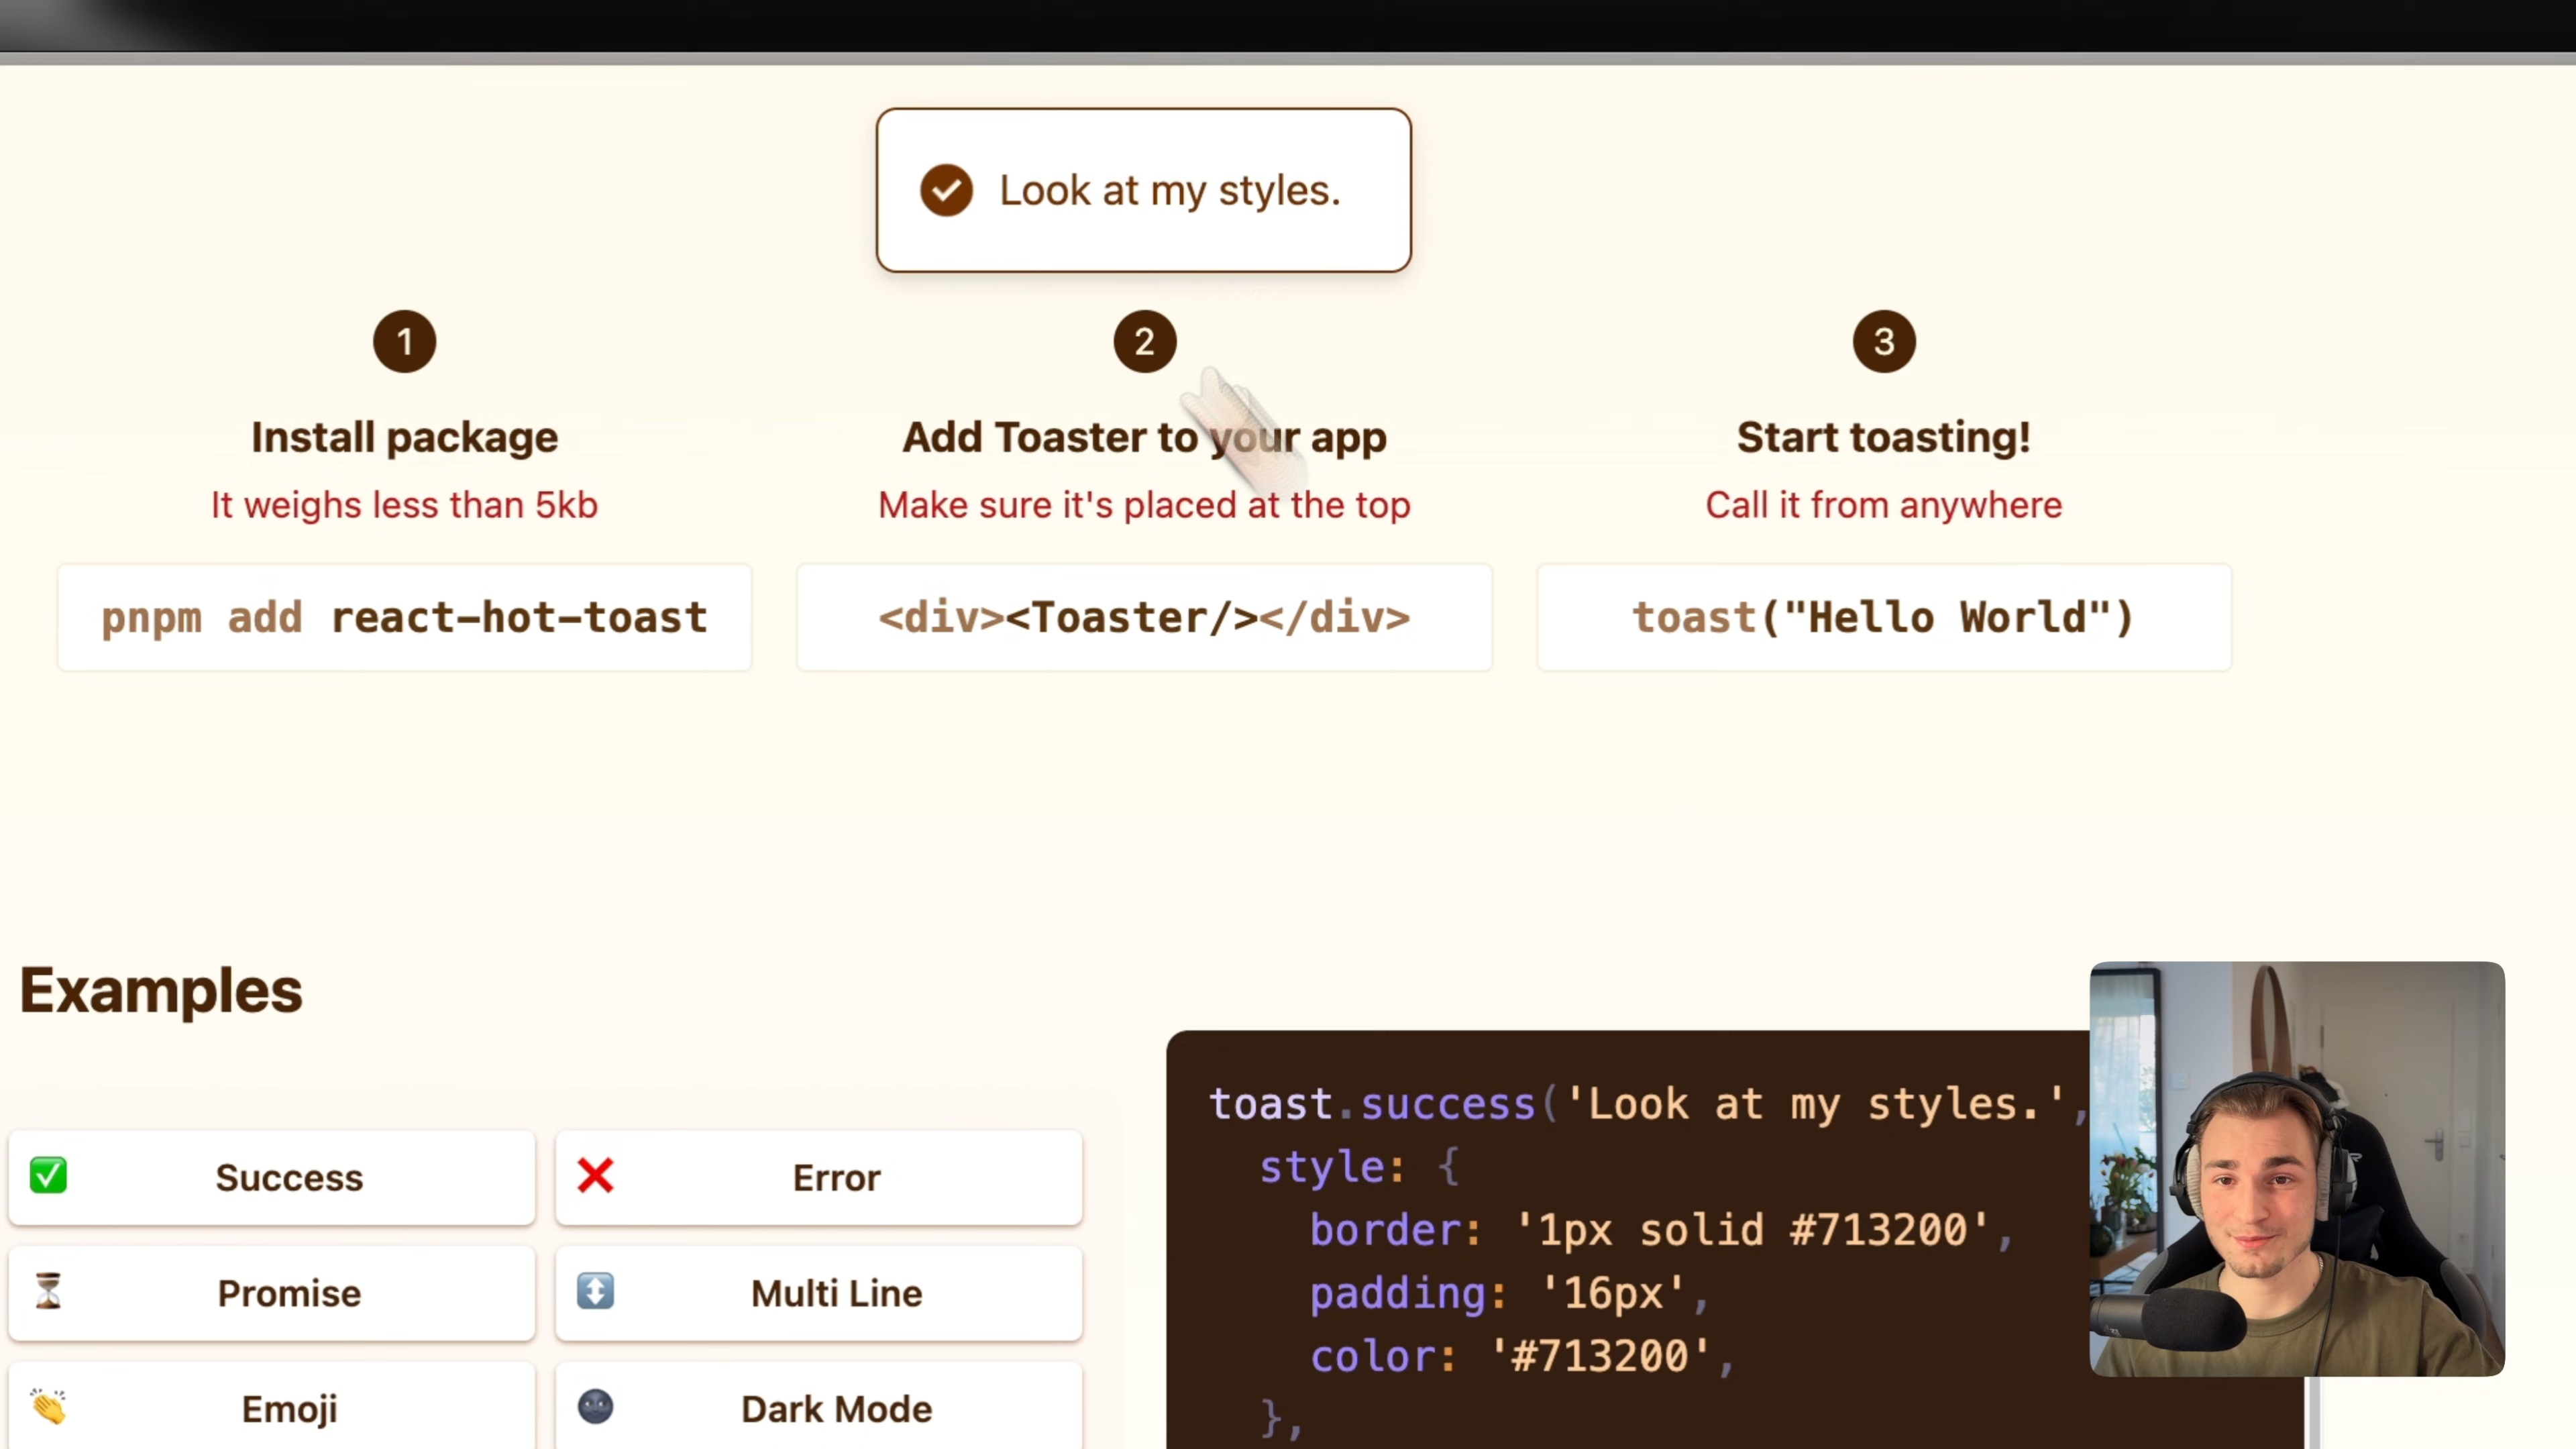 Look at my styles.
1
Install package
It weighs less than 5kb
pnpm add react-hot-toast
2
Add Toaster to your app
Make sure it's placed at the top
<div><Toaster/></div>
3
Start toasting!
Call it from anywhere
toast("Hello World")
Examples
Success
Error
Promise
Multi Line
Emoji
Dark Mode
toast.success('Look at my styles.',
style: {
border: '1px solid #713200',
padding: '16px',
color: '#713200',
},